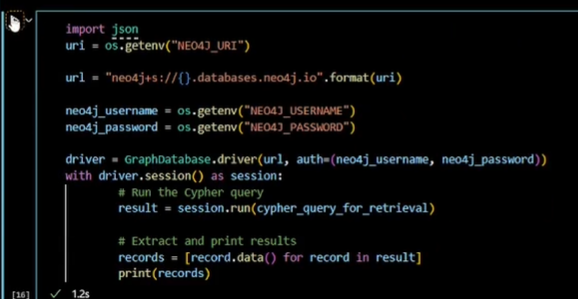 import json
uri = os.getenv("NEO4J_URI")
url = "neo4j+s://{}.databases.neo4j.io".format(uri)
neo4j_username = os.getenv("NEO4J_USERNAME")
neo4j_password = os.getenv("NEO4J_PASSWORD")
driver = GraphDatabase.driver(url, auth=(neo4j_username, neo4j_password))
with driver.session() as session:
        # Run the Cypher query
        result = session.run(cypher_query_for_retrieval)
        # Extract and print results
        records = [record.data() for record in result]
        print(records)
[16] ✓ 1.2s